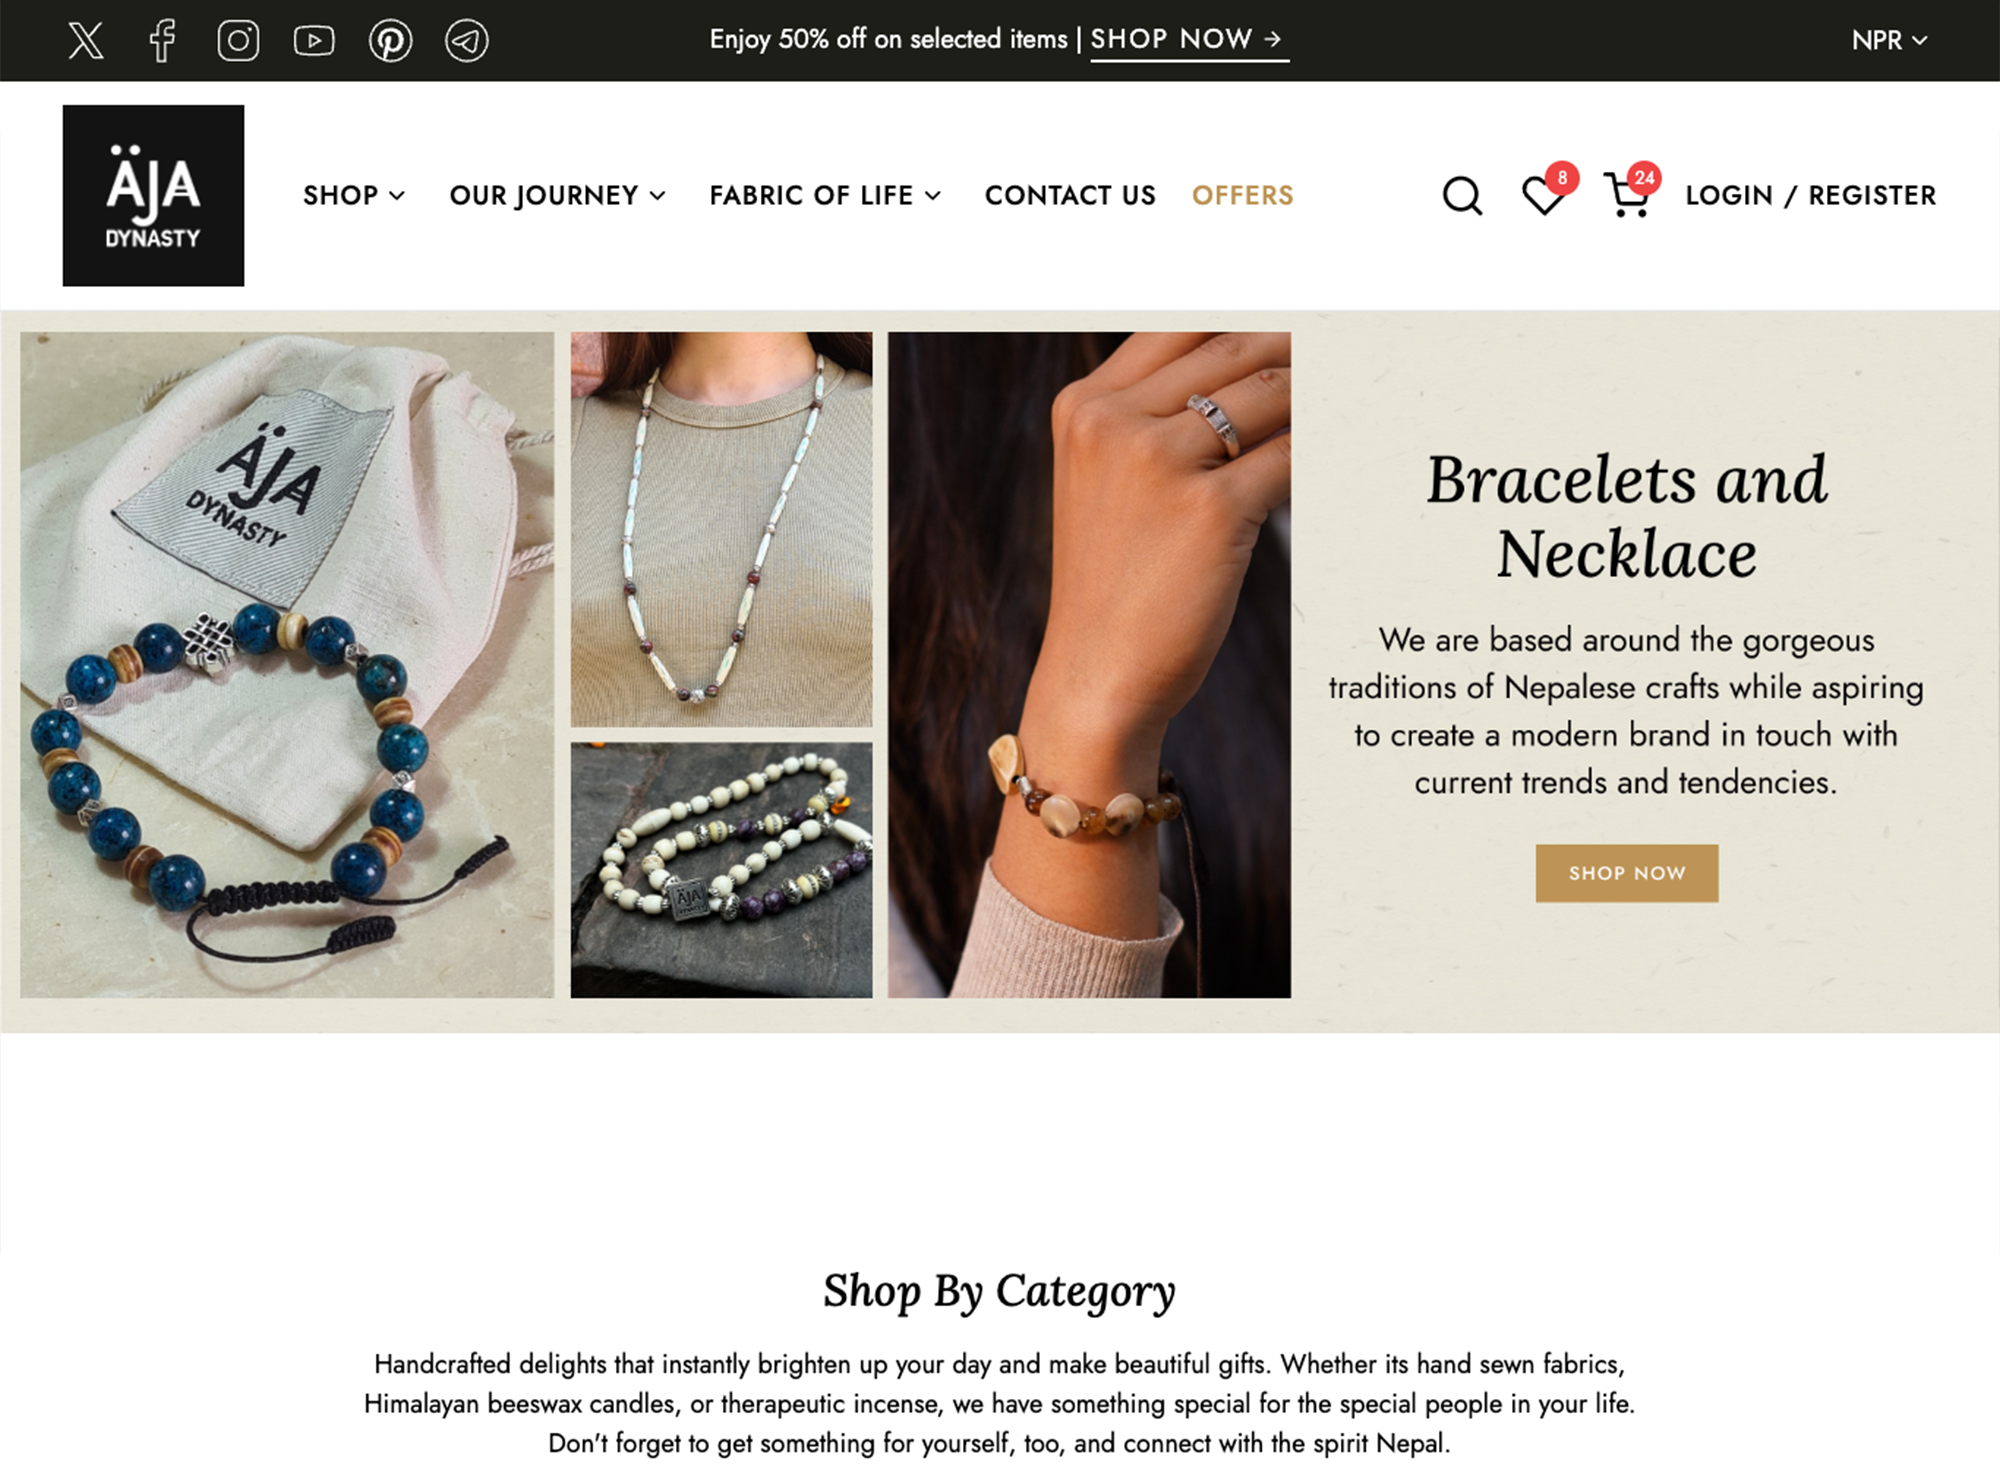 Enjoy 50% off on selected items | SHOP NOW →
NPR
ÄJA
DYNASTY
SHOP
OUR JOURNEY
FABRIC OF LIFE
CONTACT US
OFFERS
8
24
LOGIN / REGISTER
ÄJA
DYNASTY
ÄJA
DYNASTY
Bracelets and
Necklace
We are based around the gorgeous
traditions of Nepalese crafts while aspiring
to create a modern brand in touch with
current trends and tendencies.
SHOP NOW
Shop By Category
Handcrafted delights that instantly brighten up your day and make beautiful gifts. Whether its hand sewn fabrics,
Himalayan beeswax candles, or therapeutic incense, we have something special for the special people in your life.
Don't forget to get something for yourself, too, and connect with the spirit Nepal.